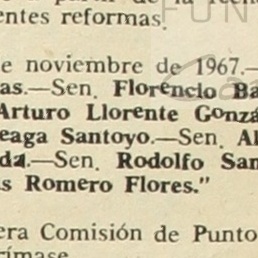 entes reformas.
e noviembre de 1967.—
as.—Sen. Florencio Ba
Arturo Llorente Gonzá
eaga Santoyo.—Sen. Al
da.—Sen. Rodolfo San
s Romero Flores."
era Comisión de Punto
rímase